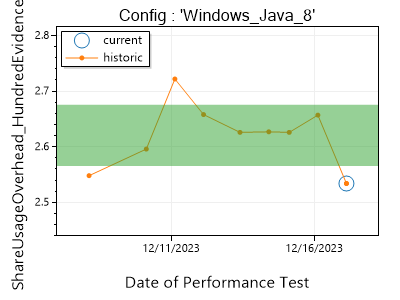 Config : 'Windows_Java_8'
ShareUsageOverhead_HundredEvidence
2.8
2.7
2.6
2.5
current
historic
12/11/2023
12/16/2023
Date of Performance Test